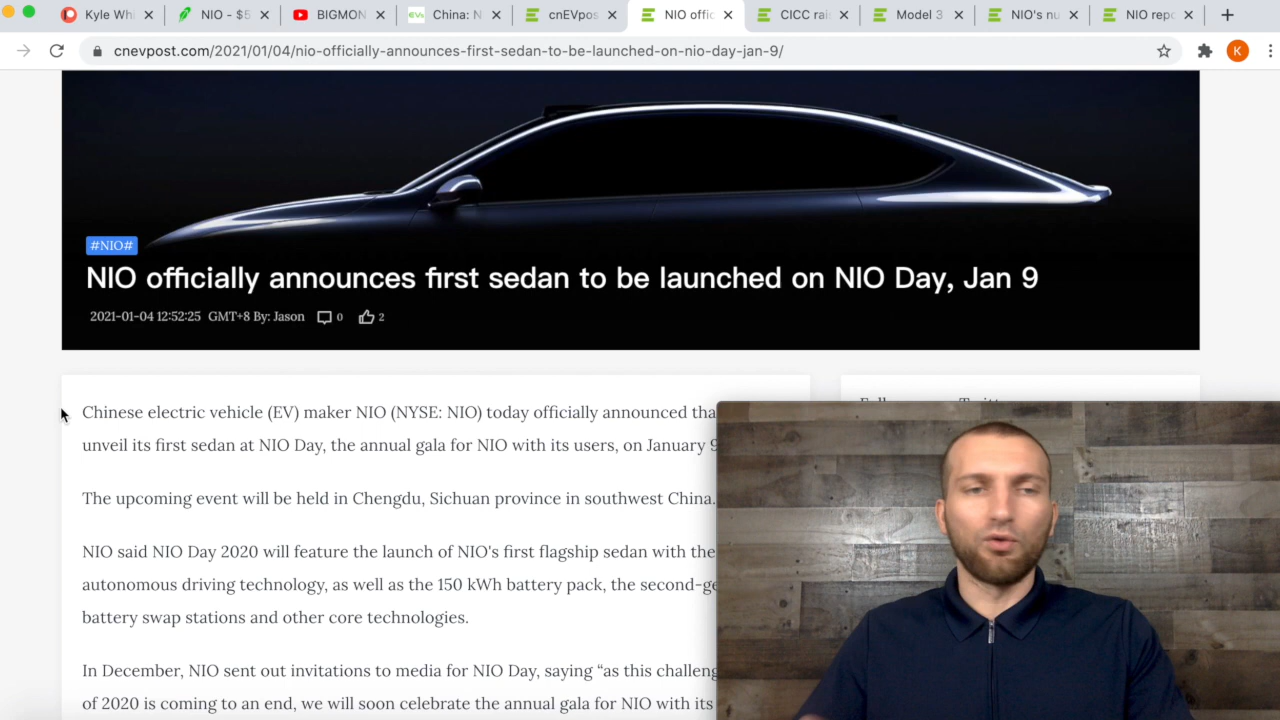 Kyle Whi
NIO - $5
BIGMON
China: N
cnEVpos
NIO offic
CICC rai
Model 3
NIO's nu
NIO repo
cnevpost.com/2021/01/04/nio-officially-announces-first-sedan-to-be-launched-on-nio-day-jan-9/
K
#NIO#
NIO officially announces first sedan to be launched on NIO Day, Jan 9
2021-01-04 12:52:25 GMT+8 By: Jason 0 2
Chinese electric vehicle (EV) maker NIO (NYSE: NIO) today officially announced tha
unveil its first sedan at NIO Day, the annual gala for NIO with its users, on January 9
The upcoming event will be held in Chengdu, Sichuan province in southwest China.
NIO said NIO Day 2020 will feature the launch of NIO's first flagship sedan with the
autonomous driving technology, as well as the 150 kWh battery pack, the second-ge
battery swap stations and other core technologies.
In December, NIO sent out invitations to media for NIO Day, saying “as this challeng
of 2020 is coming to an end, we will soon celebrate the annual gala for NIO with its